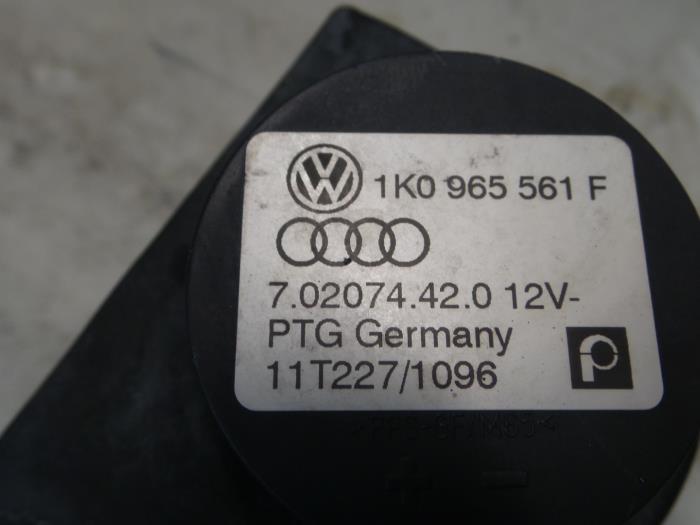 1K0 965 561 F
7.02074.42.0 12V-
PTG Germany
11T227/1096